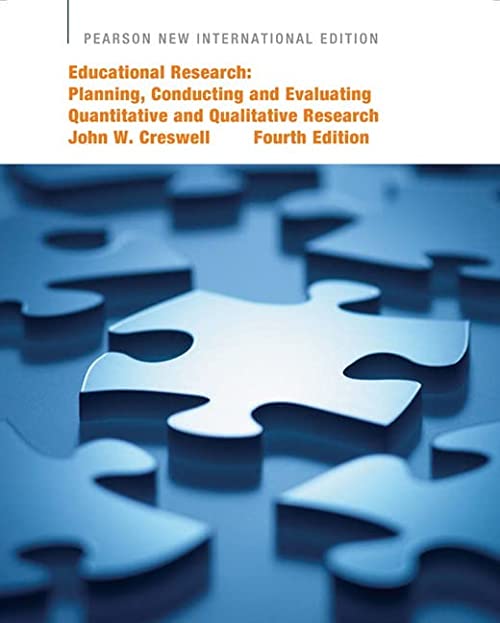 PEARSON NEW INTERNATIONAL EDITION
Educational Research:
Planning, Conducting and Evaluating
Quantitative and Qualitative Research
John W. Creswell Fourth Edition